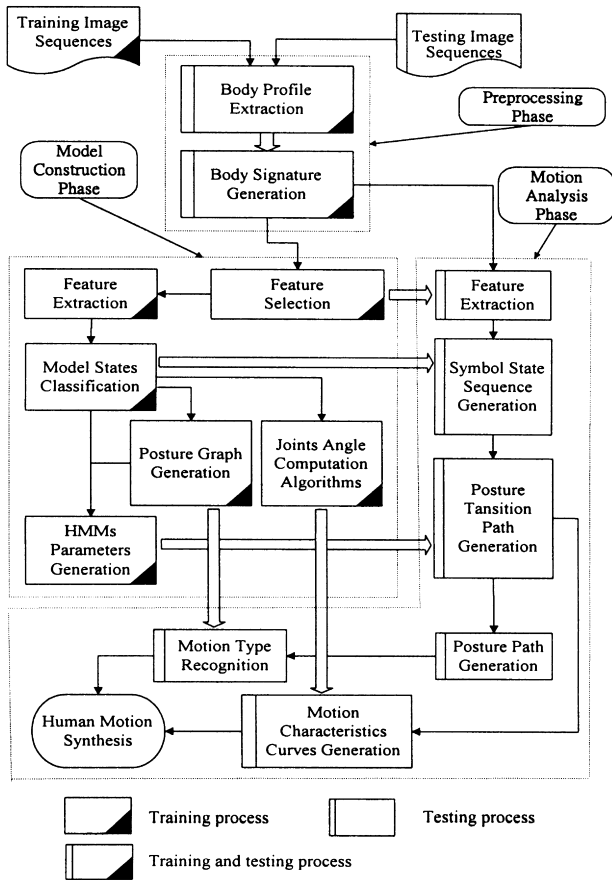 Training Image
Sequences
Testing Image
Sequences
Body Profile
Extraction
Preprocessing
Phase
Model
Construction
Phase
Body Signature
Generation
Motion
Analysis
Phase
Feature
Extraction
Feature
Selection
Feature
Extraction
Model States
Classification
Symbol State
Sequence
Generation
Posture Graph
Generation
Joints Angle
Computation
Algorithms
Posture
Tansition
Path
Generation
HMMs
Parameters
Generation
Motion Type
Recognition
Posture Path
Generation
Human Motion
Synthesis
Motion
Characteristics
Curves Generation
Training process
Testing process
Training and testing process